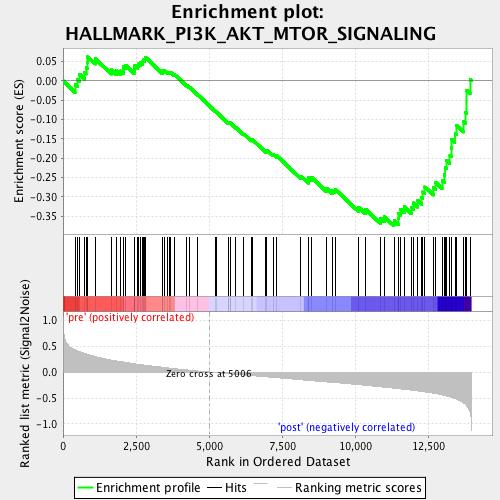 Enrichment plot:
HALLMARK_PI3K_AKT_MTOR_SIGNALING
Enrichment score (ES)
0.05
0.00
-0.05
-0.10
-0.15
-0.20
-0.25
-0.30
-0.35
Ranked list metric (Signal2Noise)
'pre' (positively correlated)
1.0
0.5
0.0
-0.5
-1.0
Zero cross at 5006
'post' (negatively correlated)
0 2,500 5,000 7,500 10,000 12,500
Rank in Ordered Dataset
Enrichment profile Hits Ranking metric scores